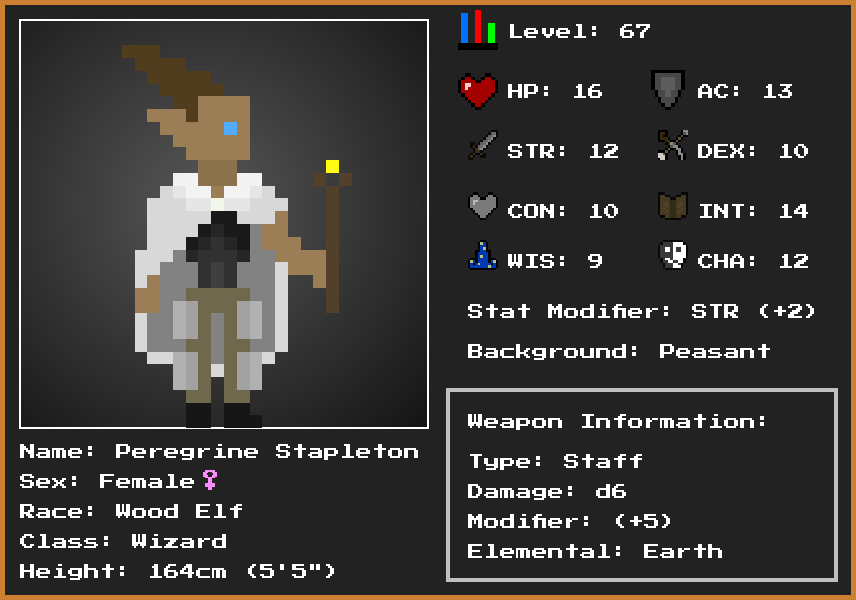 Level: 67
HP: 16
AC: 13
STR: 12
DEX: 10
CON: 10
INT: 14
WIS: 9
CHA: 12
Stat Modifier: STR (+2)
Background: Peasant
Weapon Information:
Type: Staff
Damage: d6
Modifier: (+5)
Elemental: Earth
Name: Peregrine Stapleton
Sex: Female♀
Race: Wood Elf
Class: Wizard
Height: 164cm (5'5")